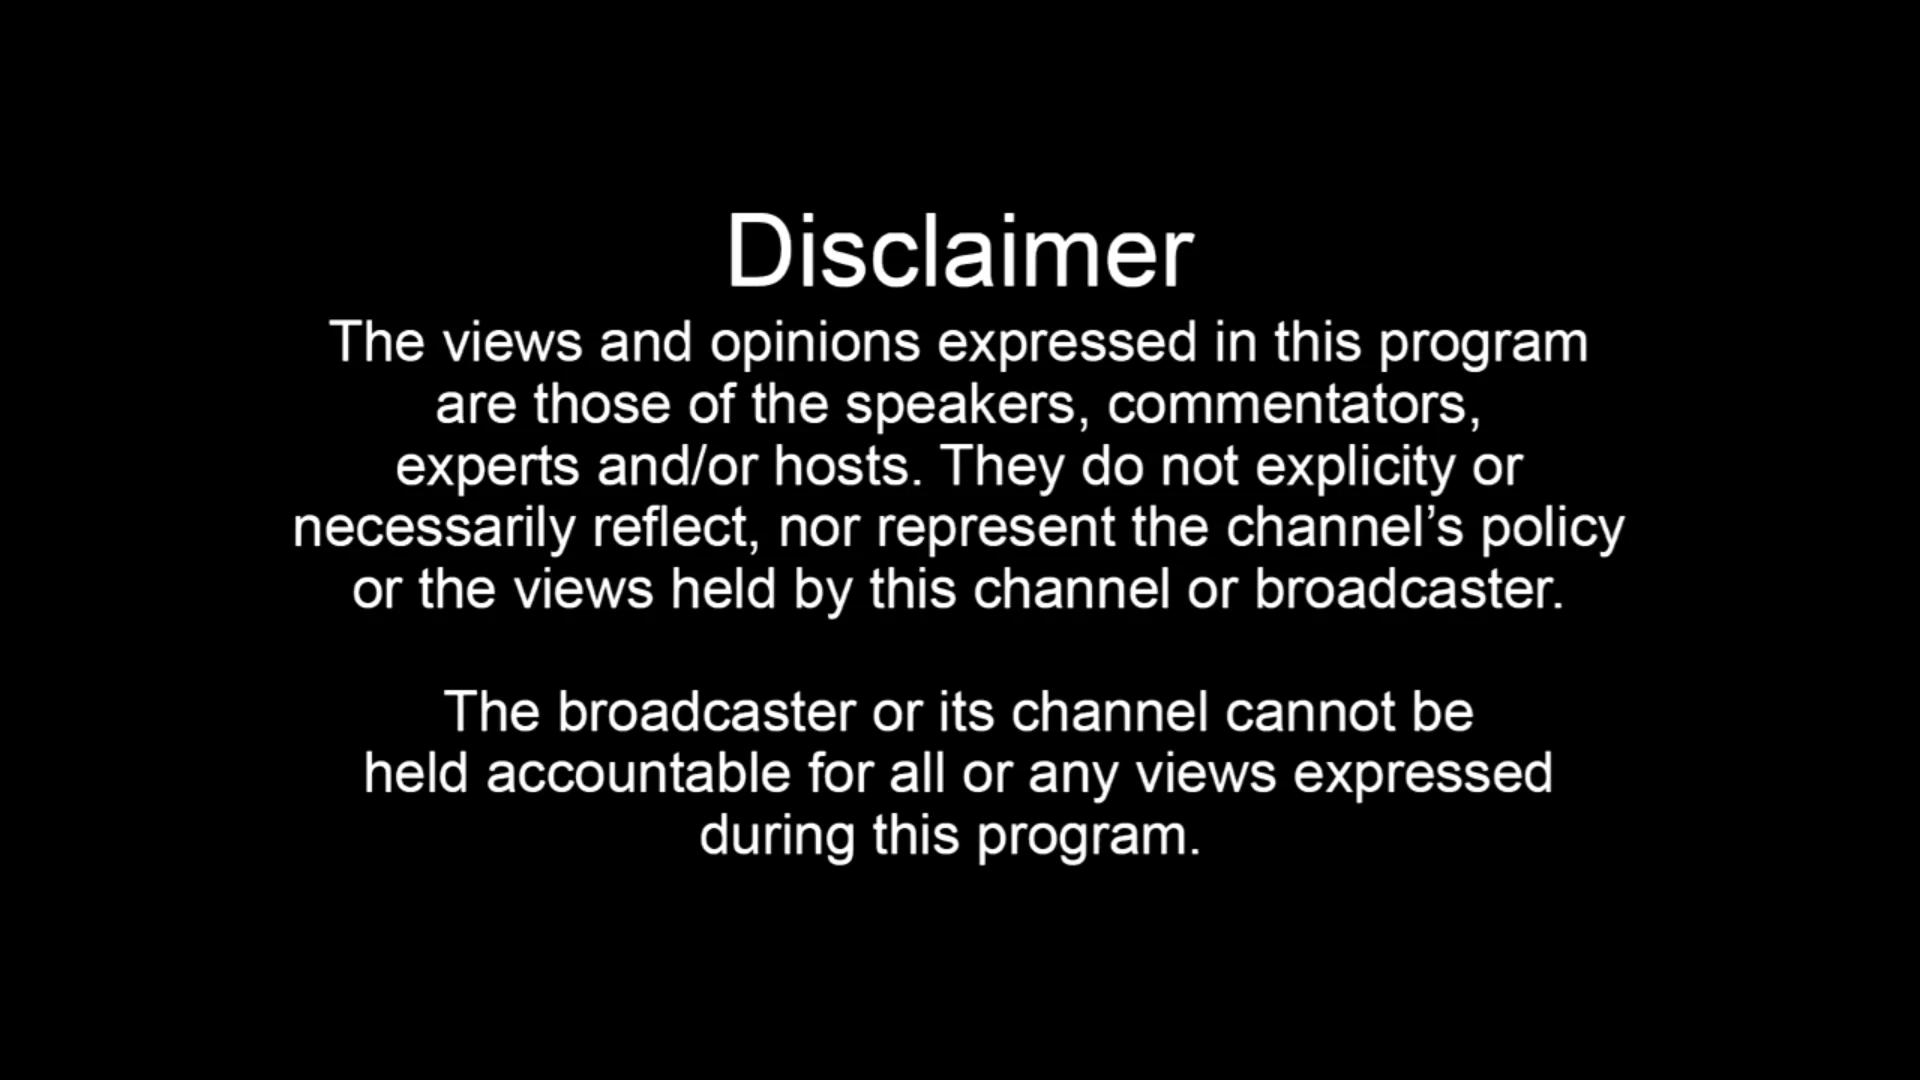 Disclaimer
The views and opinions expressed in this program
are those of the speakers, commentators,
experts and/or hosts. They do not explicity or
necessarily reflect, nor represent the channel’s policy
or the views held by this channel or broadcaster.
The broadcaster or its channel cannot be
held accountable for all or any views expressed
during this program.